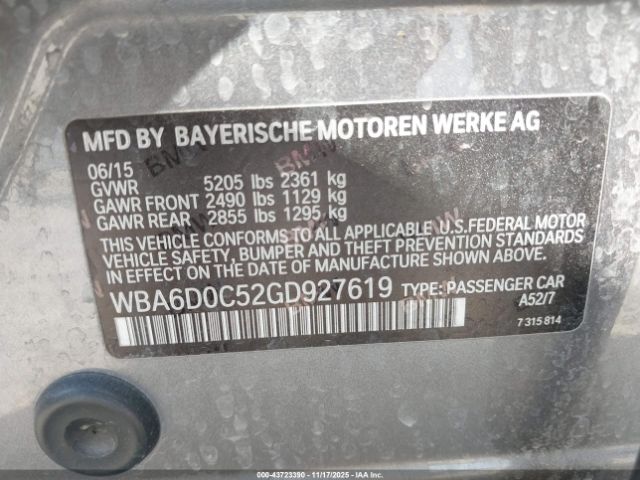 MFD BY BAYERISCHE MOTOREN WERKE AG
06/15
GVWR 5205 lbs 2361 kg
GAWR FRONT 2490 lbs 1129 kg
GAWR REAR 2855 lbs 1295 kg
THIS VEHICLE CONFORMS TO ALL APPLICABLE U.S.FEDERAL MOTOR
VEHICLE SAFETY, BUMPER AND THEFT PREVENTION STANDARDS
IN EFFECT ON THE DATE OF MANUFACTURE SHOWN ABOVE.
WBA6D0C52GD927619 TYPE: PASSENGER CAR
A52/7
7 315 814
000-43723390 - 11/17/2025 - IAAI.COM